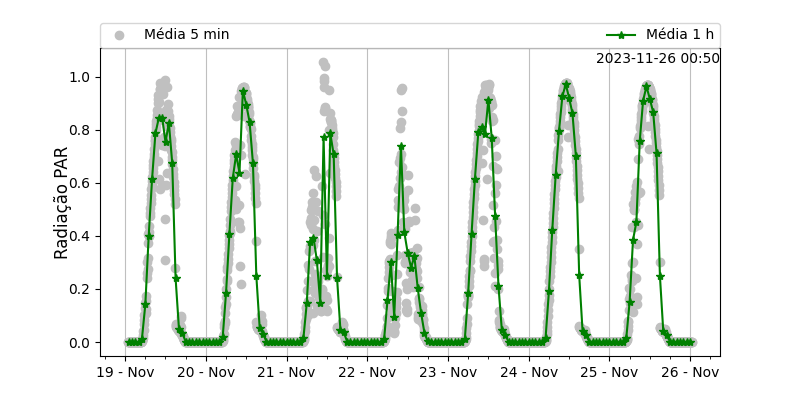 Média 5 min
Média 1 h
2023-11-26 00:50
Radiação PAR
1.0
0.8
0.6
0.4
0.2
0.0
19 - Nov
20 - Nov
21 - Nov
22 - Nov
23 - Nov
24 - Nov
25 - Nov
26 - Nov